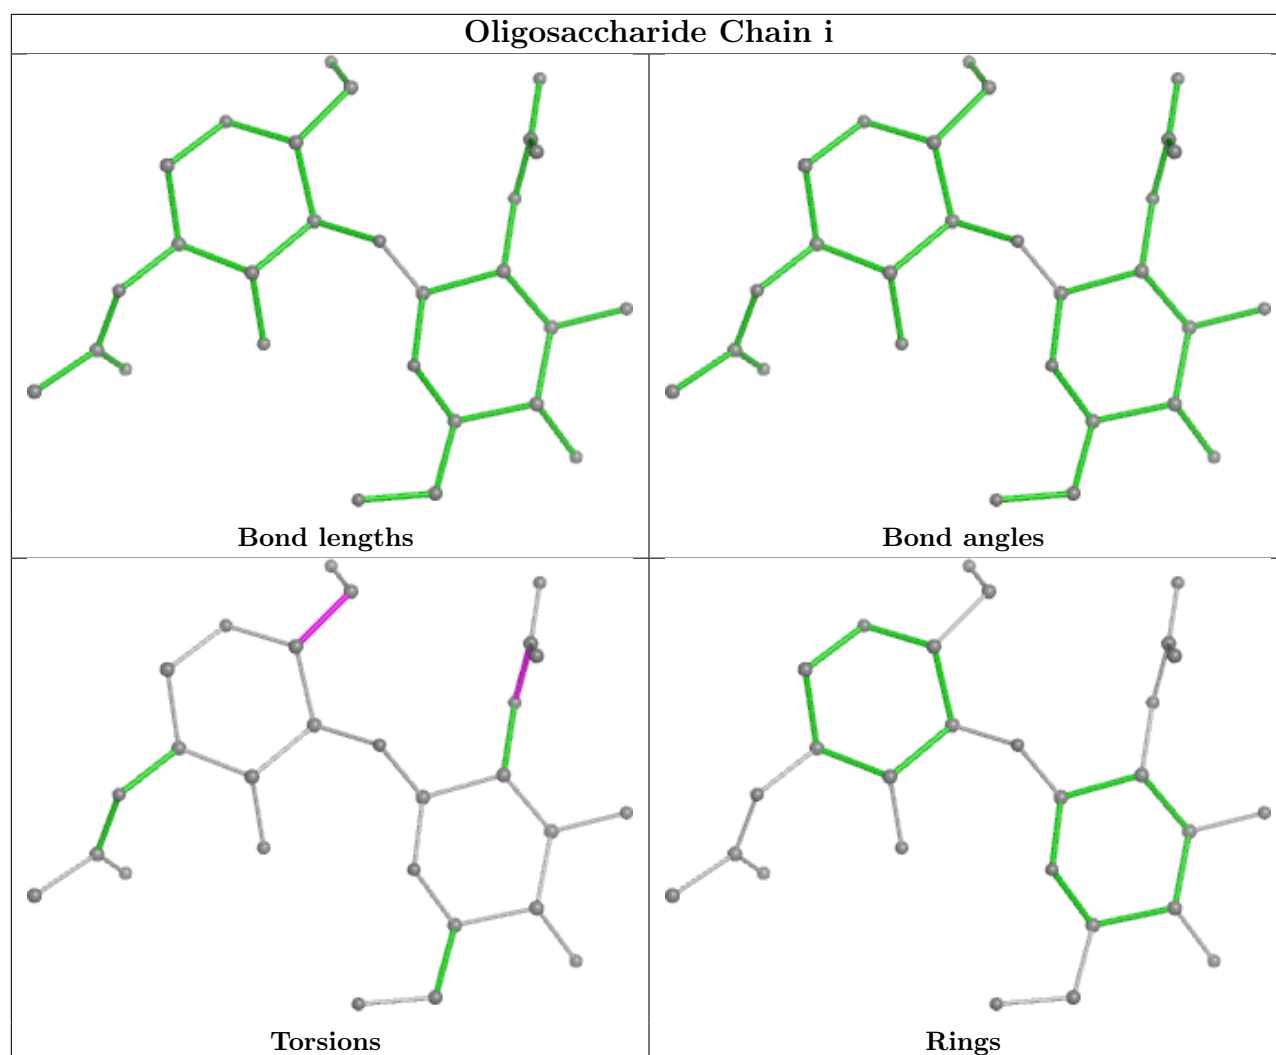 Oligosaccharide Chain i
Bond lengths
Bond angles
Torsions
Rings